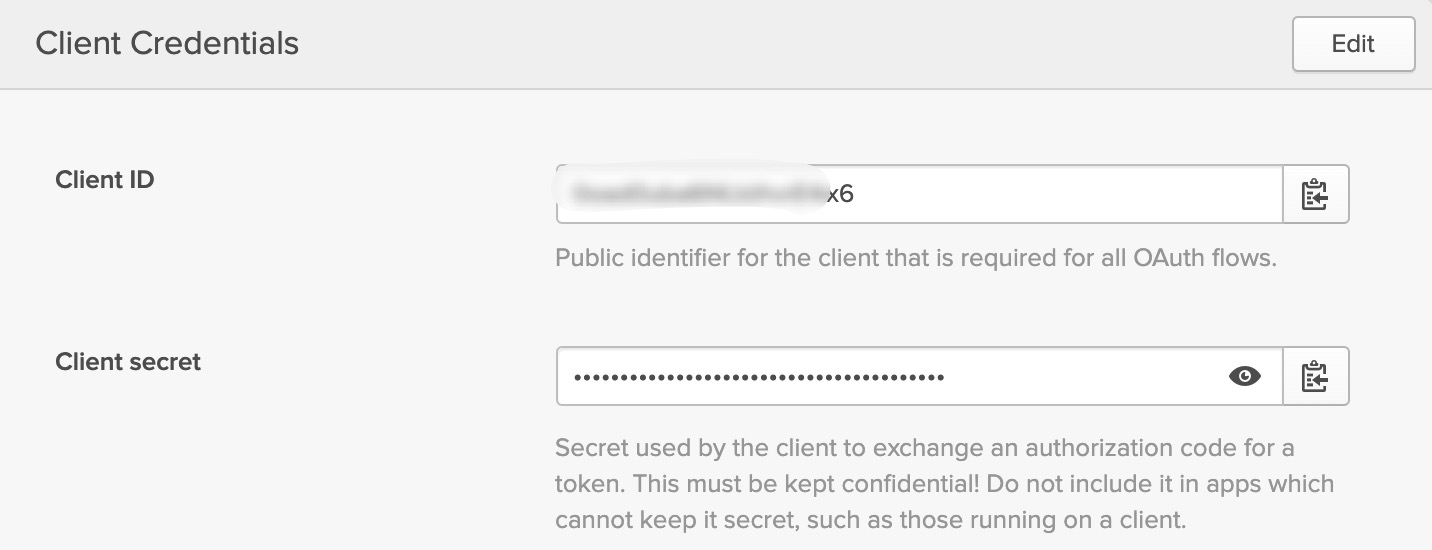 Client Credentials
Edit
Client ID
x6
Public identifier for the client that is required for all OAuth flows.
Client secret
••••••••••••••••••••••••••••••••••••••••
Secret used by the client to exchange an authorization code for a
token. This must be kept confidential! Do not include it in apps which
cannot keep it secret, such as those running on a client.